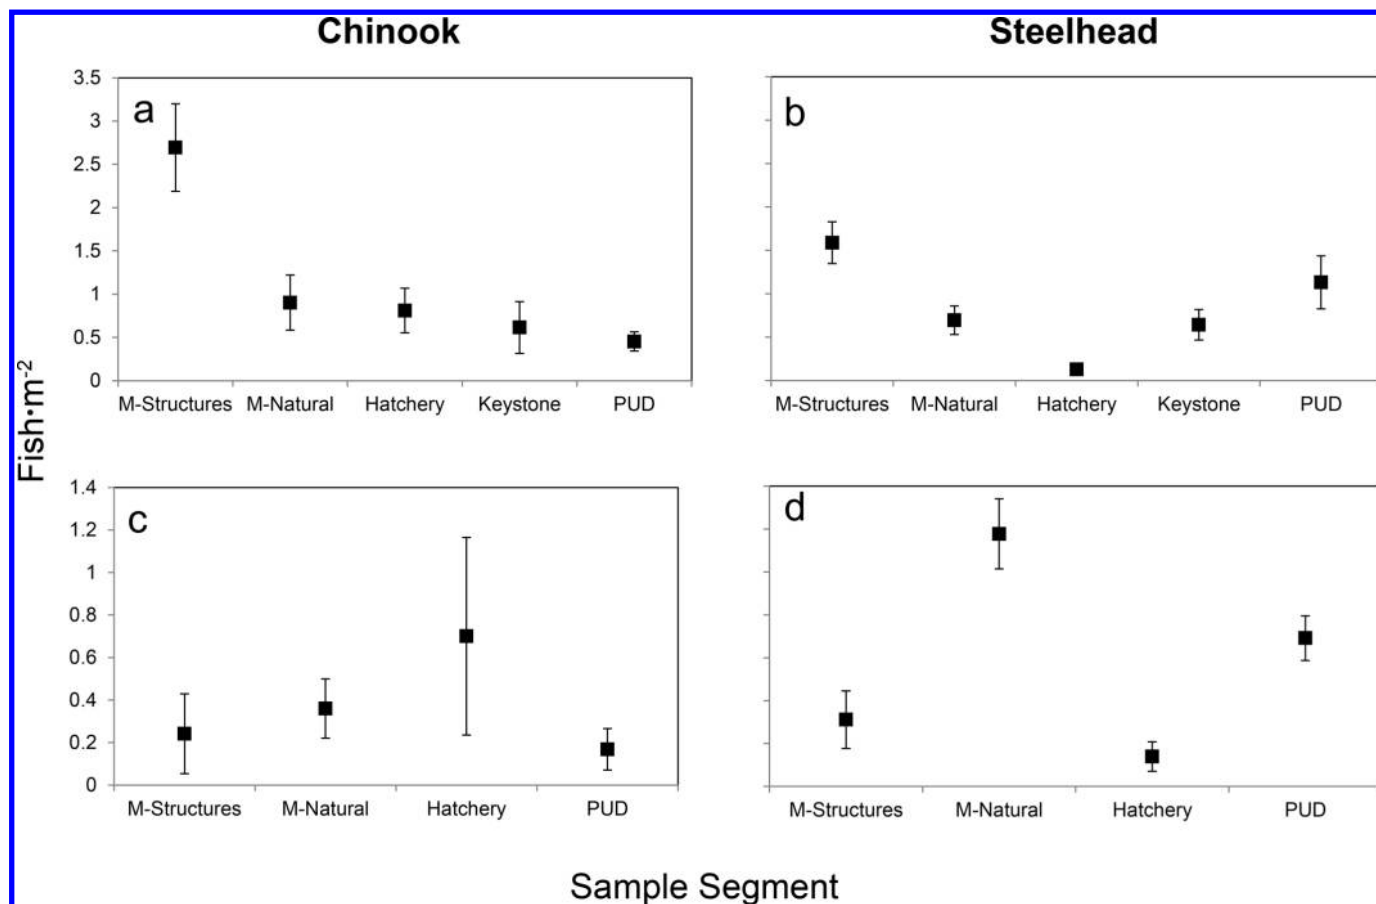 Chinook
Steelhead
Fish·m-2
a
3.5
3
2.5
2
1.5
1
0.5
0
M-Structures M-Natural Hatchery Keystone PUD
b
M-Structures M-Natural Hatchery Keystone PUD
c
1.4
1.2
1
0.8
0.6
0.4
0.2
0
M-Structures M-Natural Hatchery PUD
d
M-Structures M-Natural Hatchery PUD
Sample Segment